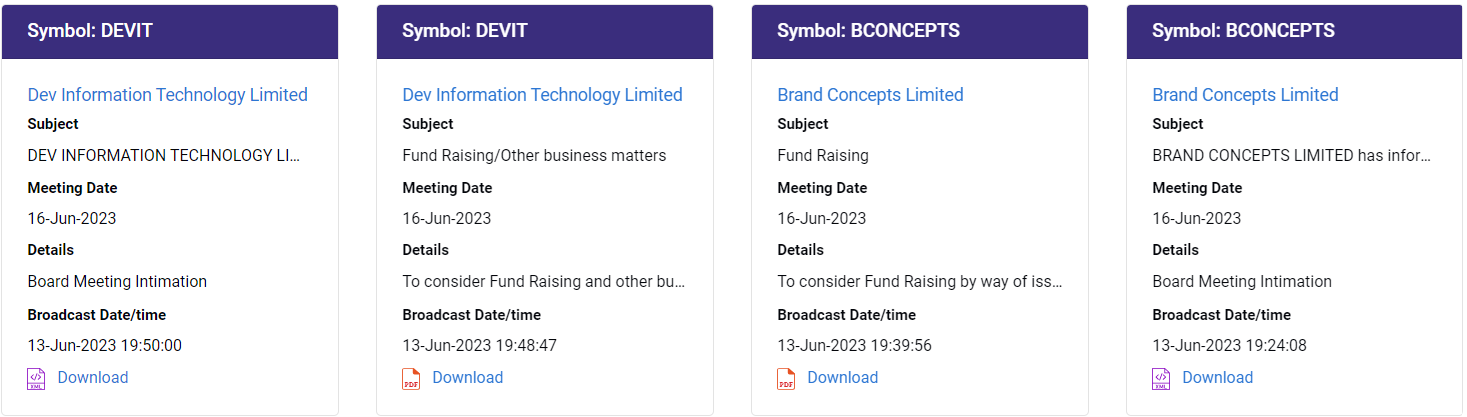 Symbol: DEVIT
Dev Information Technology Limited
Subject
DEV INFORMATION TECHNOLOGY LI...
Meeting Date
16-Jun-2023
Details
Board Meeting Intimation
Broadcast Date/time
13-Jun-2023 19:50:00
XML
Download
Symbol: DEVIT
Dev Information Technology Limited
Subject
Fund Raising/Other business matters
Meeting Date
16-Jun-2023
Details
To consider Fund Raising and other bu...
Broadcast Date/time
13-Jun-2023 19:48:47
PDF
Download
Symbol: BCONCEPTS
Brand Concepts Limited
Subject
Fund Raising
Meeting Date
16-Jun-2023
Details
To consider Fund Raising by way of iss...
Broadcast Date/time
13-Jun-2023 19:39:56
PDF
Download
Symbol: BCONCEPTS
Brand Concepts Limited
Subject
BRAND CONCEPTS LIMITED has infor...
Meeting Date
16-Jun-2023
Details
Board Meeting Intimation
Broadcast Date/time
13-Jun-2023 19:24:08
XML
Download